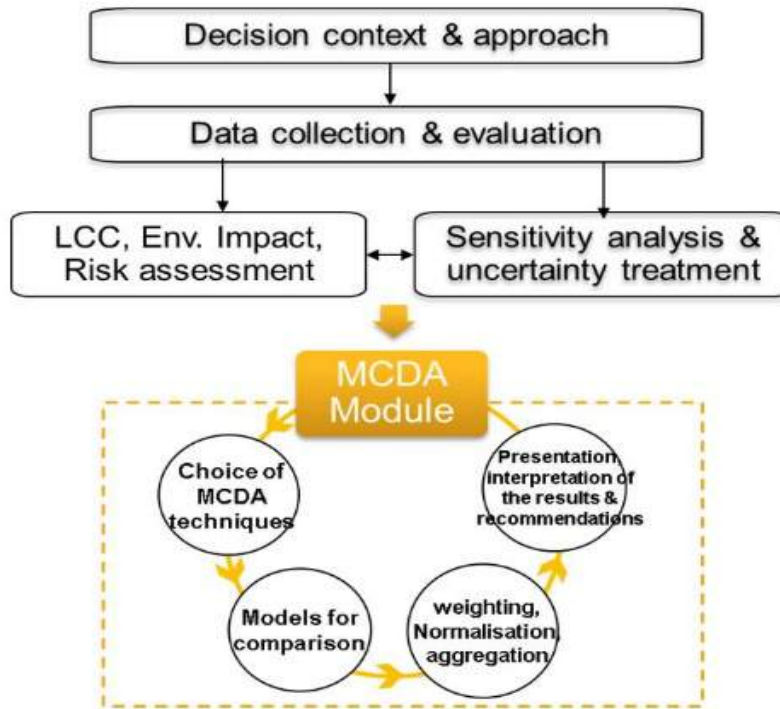 Decision context & approach
Data collection & evaluation
LCC, Env. Impact,
Risk assessment
Sensitivity analysis &
uncertainty treatment
MCDA
Module
Choice of
MCDA
techniques
Models for
comparison
weighting,
Normalisation,
aggregation
Presentation,
interpretation of
the results &
recommendations